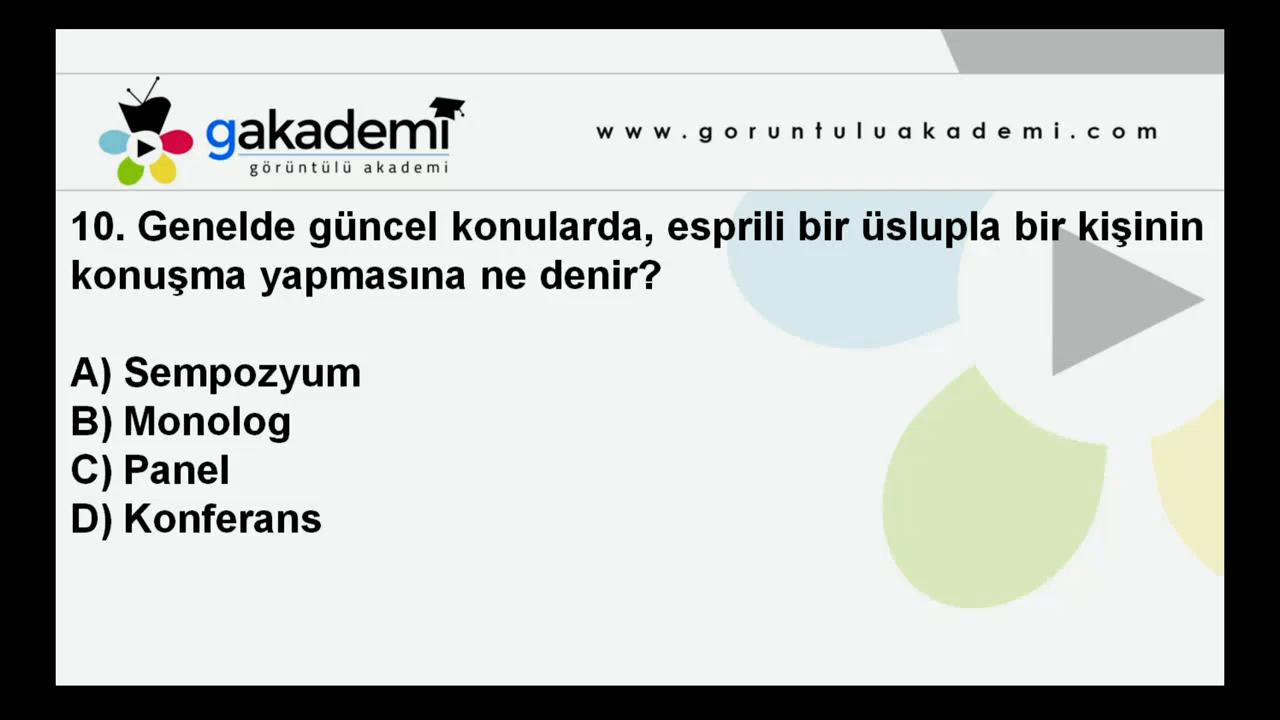 gakademi
görüntülü akademi
www.goruntuluakademi.com
10. Genelde güncel konularda, esprili bir üslupla bir kişinin
konuşma yapmasına ne denir?
A) Sempozyum
B) Monolog
C) Panel
D) Konferans